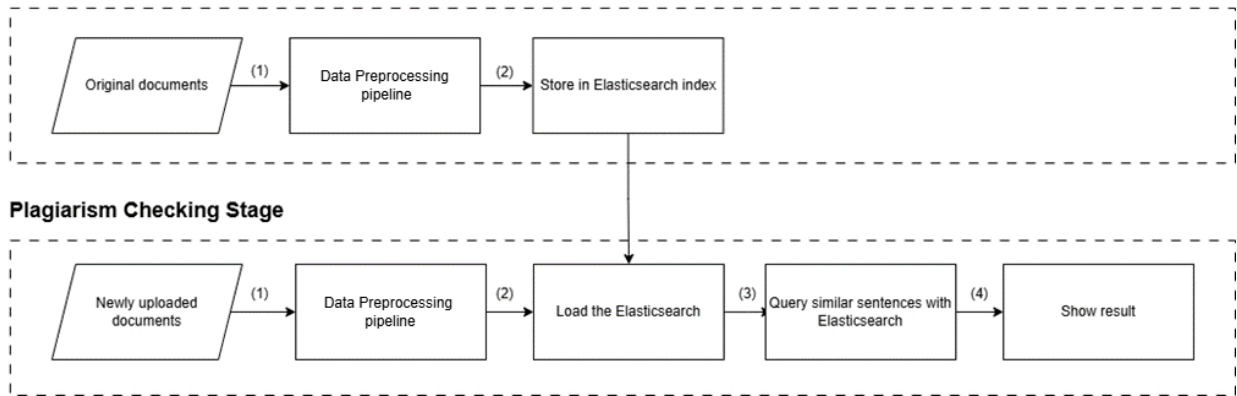 Original documents
(1)
Data Preprocessing
pipeline
(2)
Store in Elasticsearch index
Plagiarism Checking Stage
Newly uploaded
documents
(1)
Data Preprocessing
pipeline
(2)
Load the Elasticsearch
(3)
Query similar sentences with
Elasticsearch
(4)
Show result